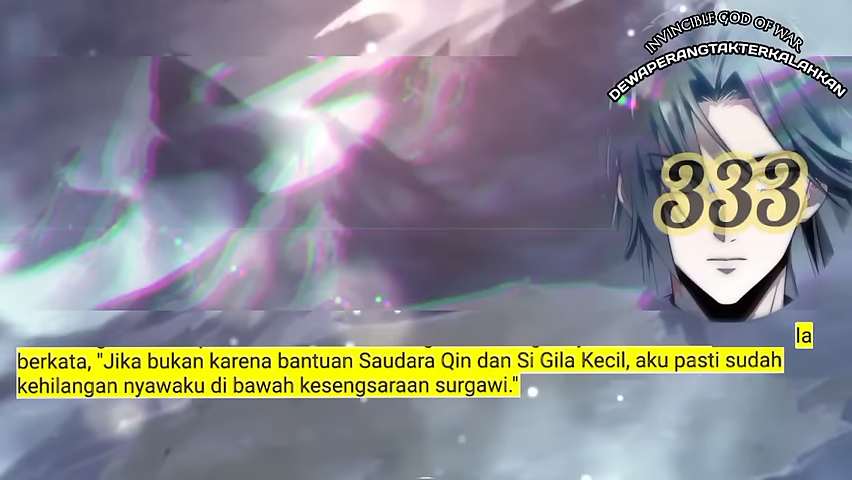 INVINCIBLE GOD OF WAR
DEWAPERANGTAKTERKALAHKAN
333
Ia
berkata, "Jika bukan karena bantuan Saudara Qin dan Si Gila Kecil, aku pasti sudah
kehilangan nyawaku di bawah kesengsaraan surgawi."